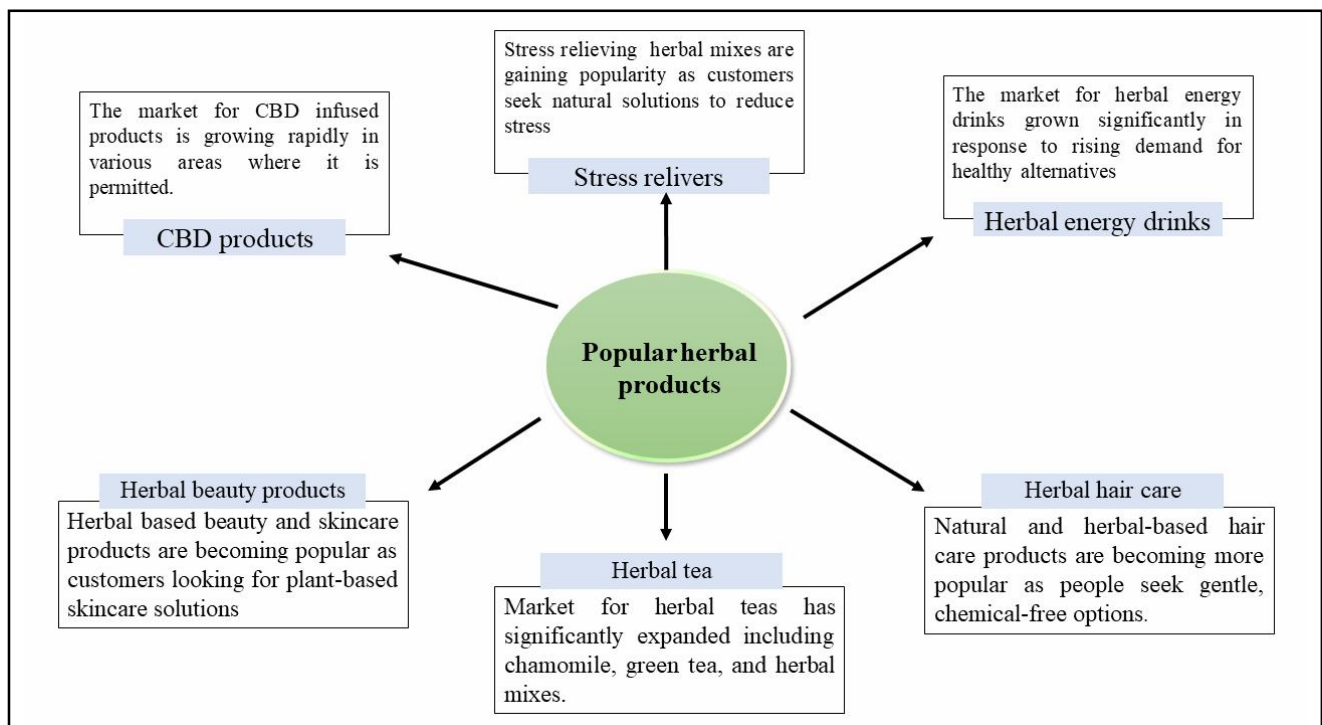 Stress relieving herbal mixes are
gaining popularity as customers
seek natural solutions to reduce
stress
Stress relivers
The market for CBD infused
products is growing rapidly in
various areas where it is
permitted.
CBD products
The market for herbal energy
drinks grown significantly in
response to rising demand for
healthy alternatives
Herbal energy drinks
Popular herbal
products
Herbal beauty products
Herbal based beauty and skincare
products are becoming popular as
customers looking for plant-based
skincare solutions
Herbal tea
Market for herbal teas has
significantly expanded including
chamomile, green tea, and herbal
mixes.
Herbal hair care
Natural and herbal-based hair
care products are becoming more
popular as people seek gentle,
chemical-free options.